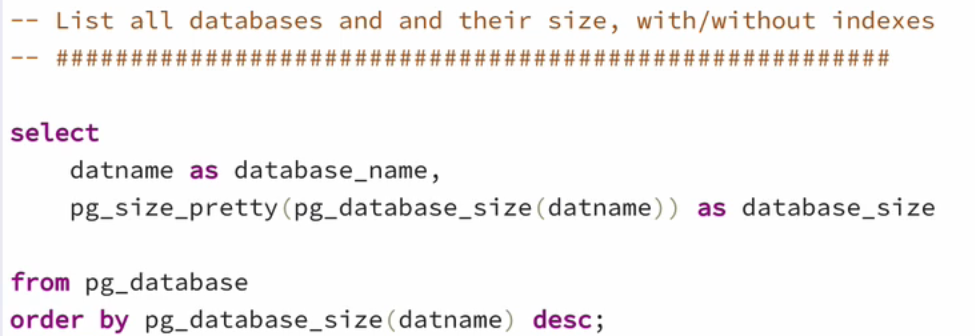 -- List all databases and and their size, with/without indexes
-- #########################################################
select
datname as database_name,
pg_size_pretty(pg_database_size(datname)) as database_size
from pg_database
order by pg_database_size(datname) desc;